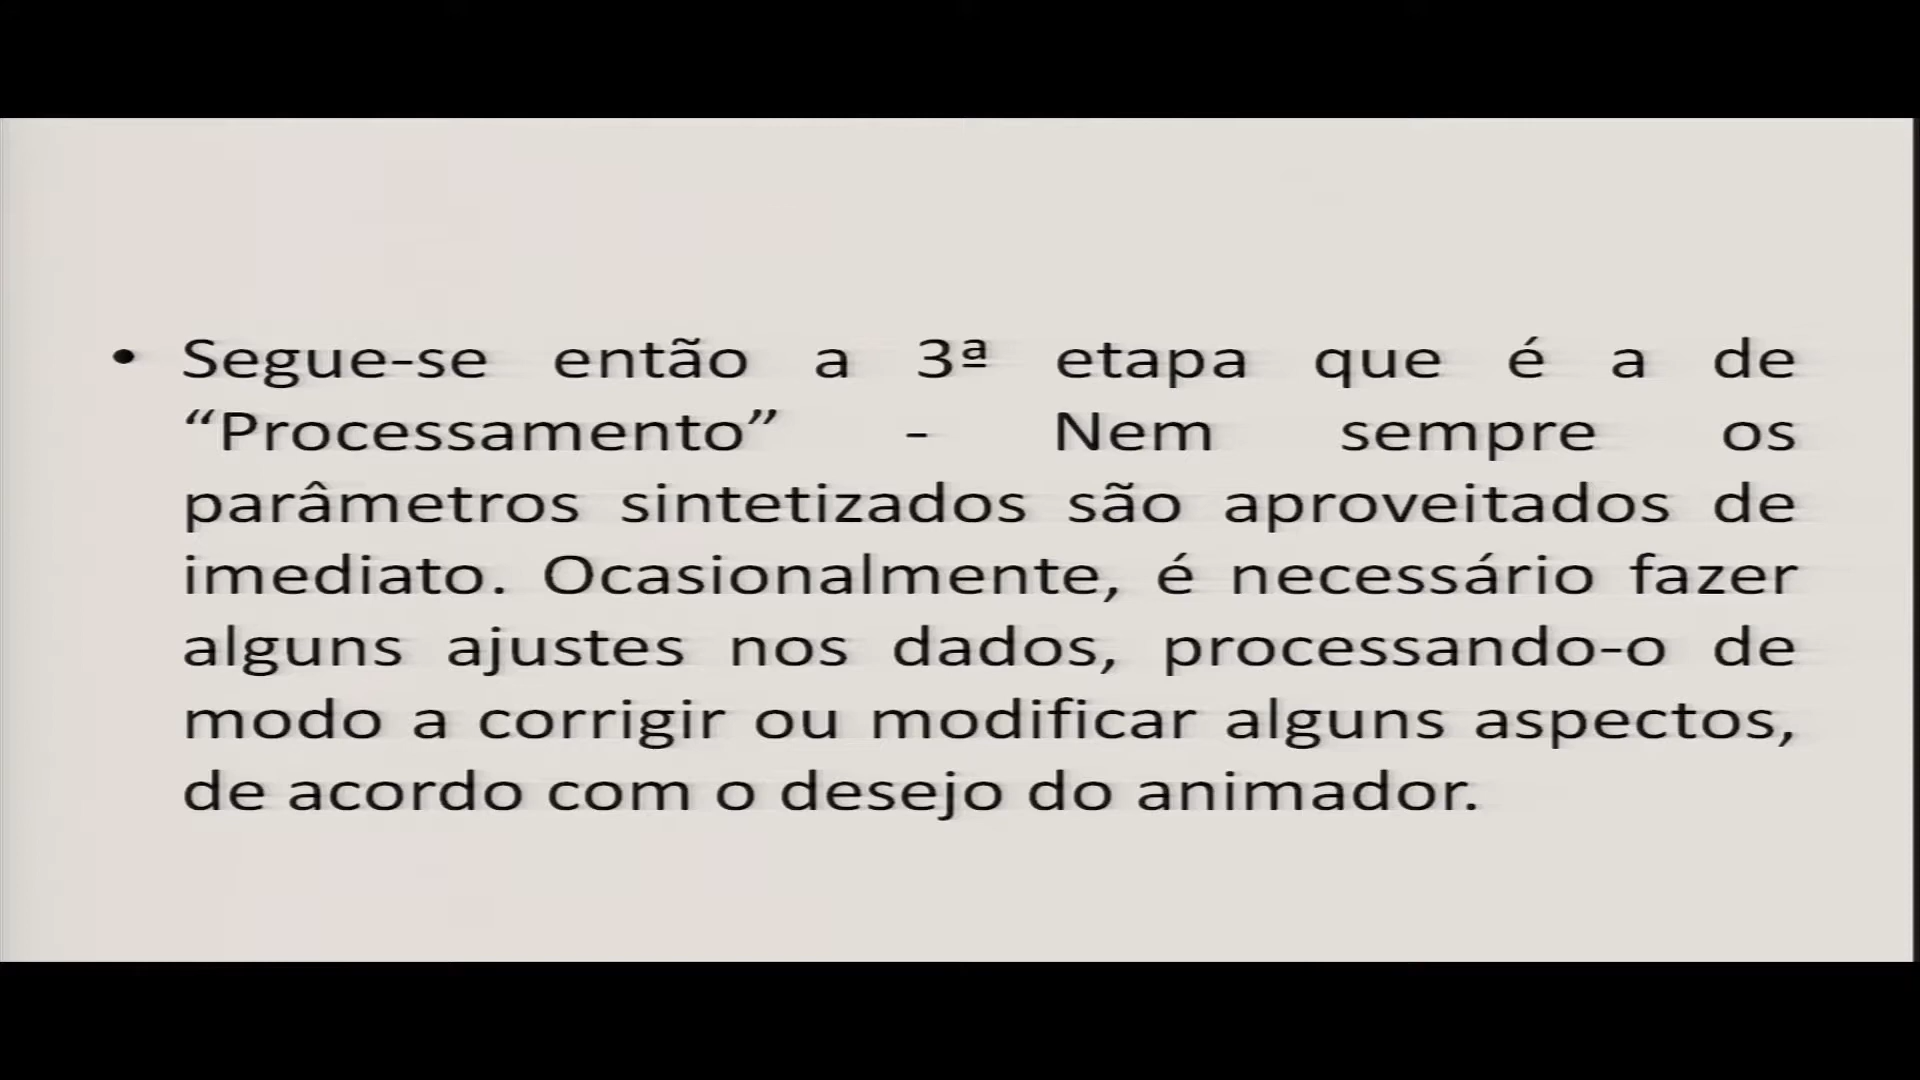 • Segue-se então a 3ª etapa que é a de
“Processamento” - Nem sempre os
parâmetros sintetizados são aproveitados de
imediato. Ocasionalmente, é necessário fazer
alguns ajustes nos dados, processando-o de
modo a corrigir ou modificar alguns aspectos,
de acordo com o desejo do animador.